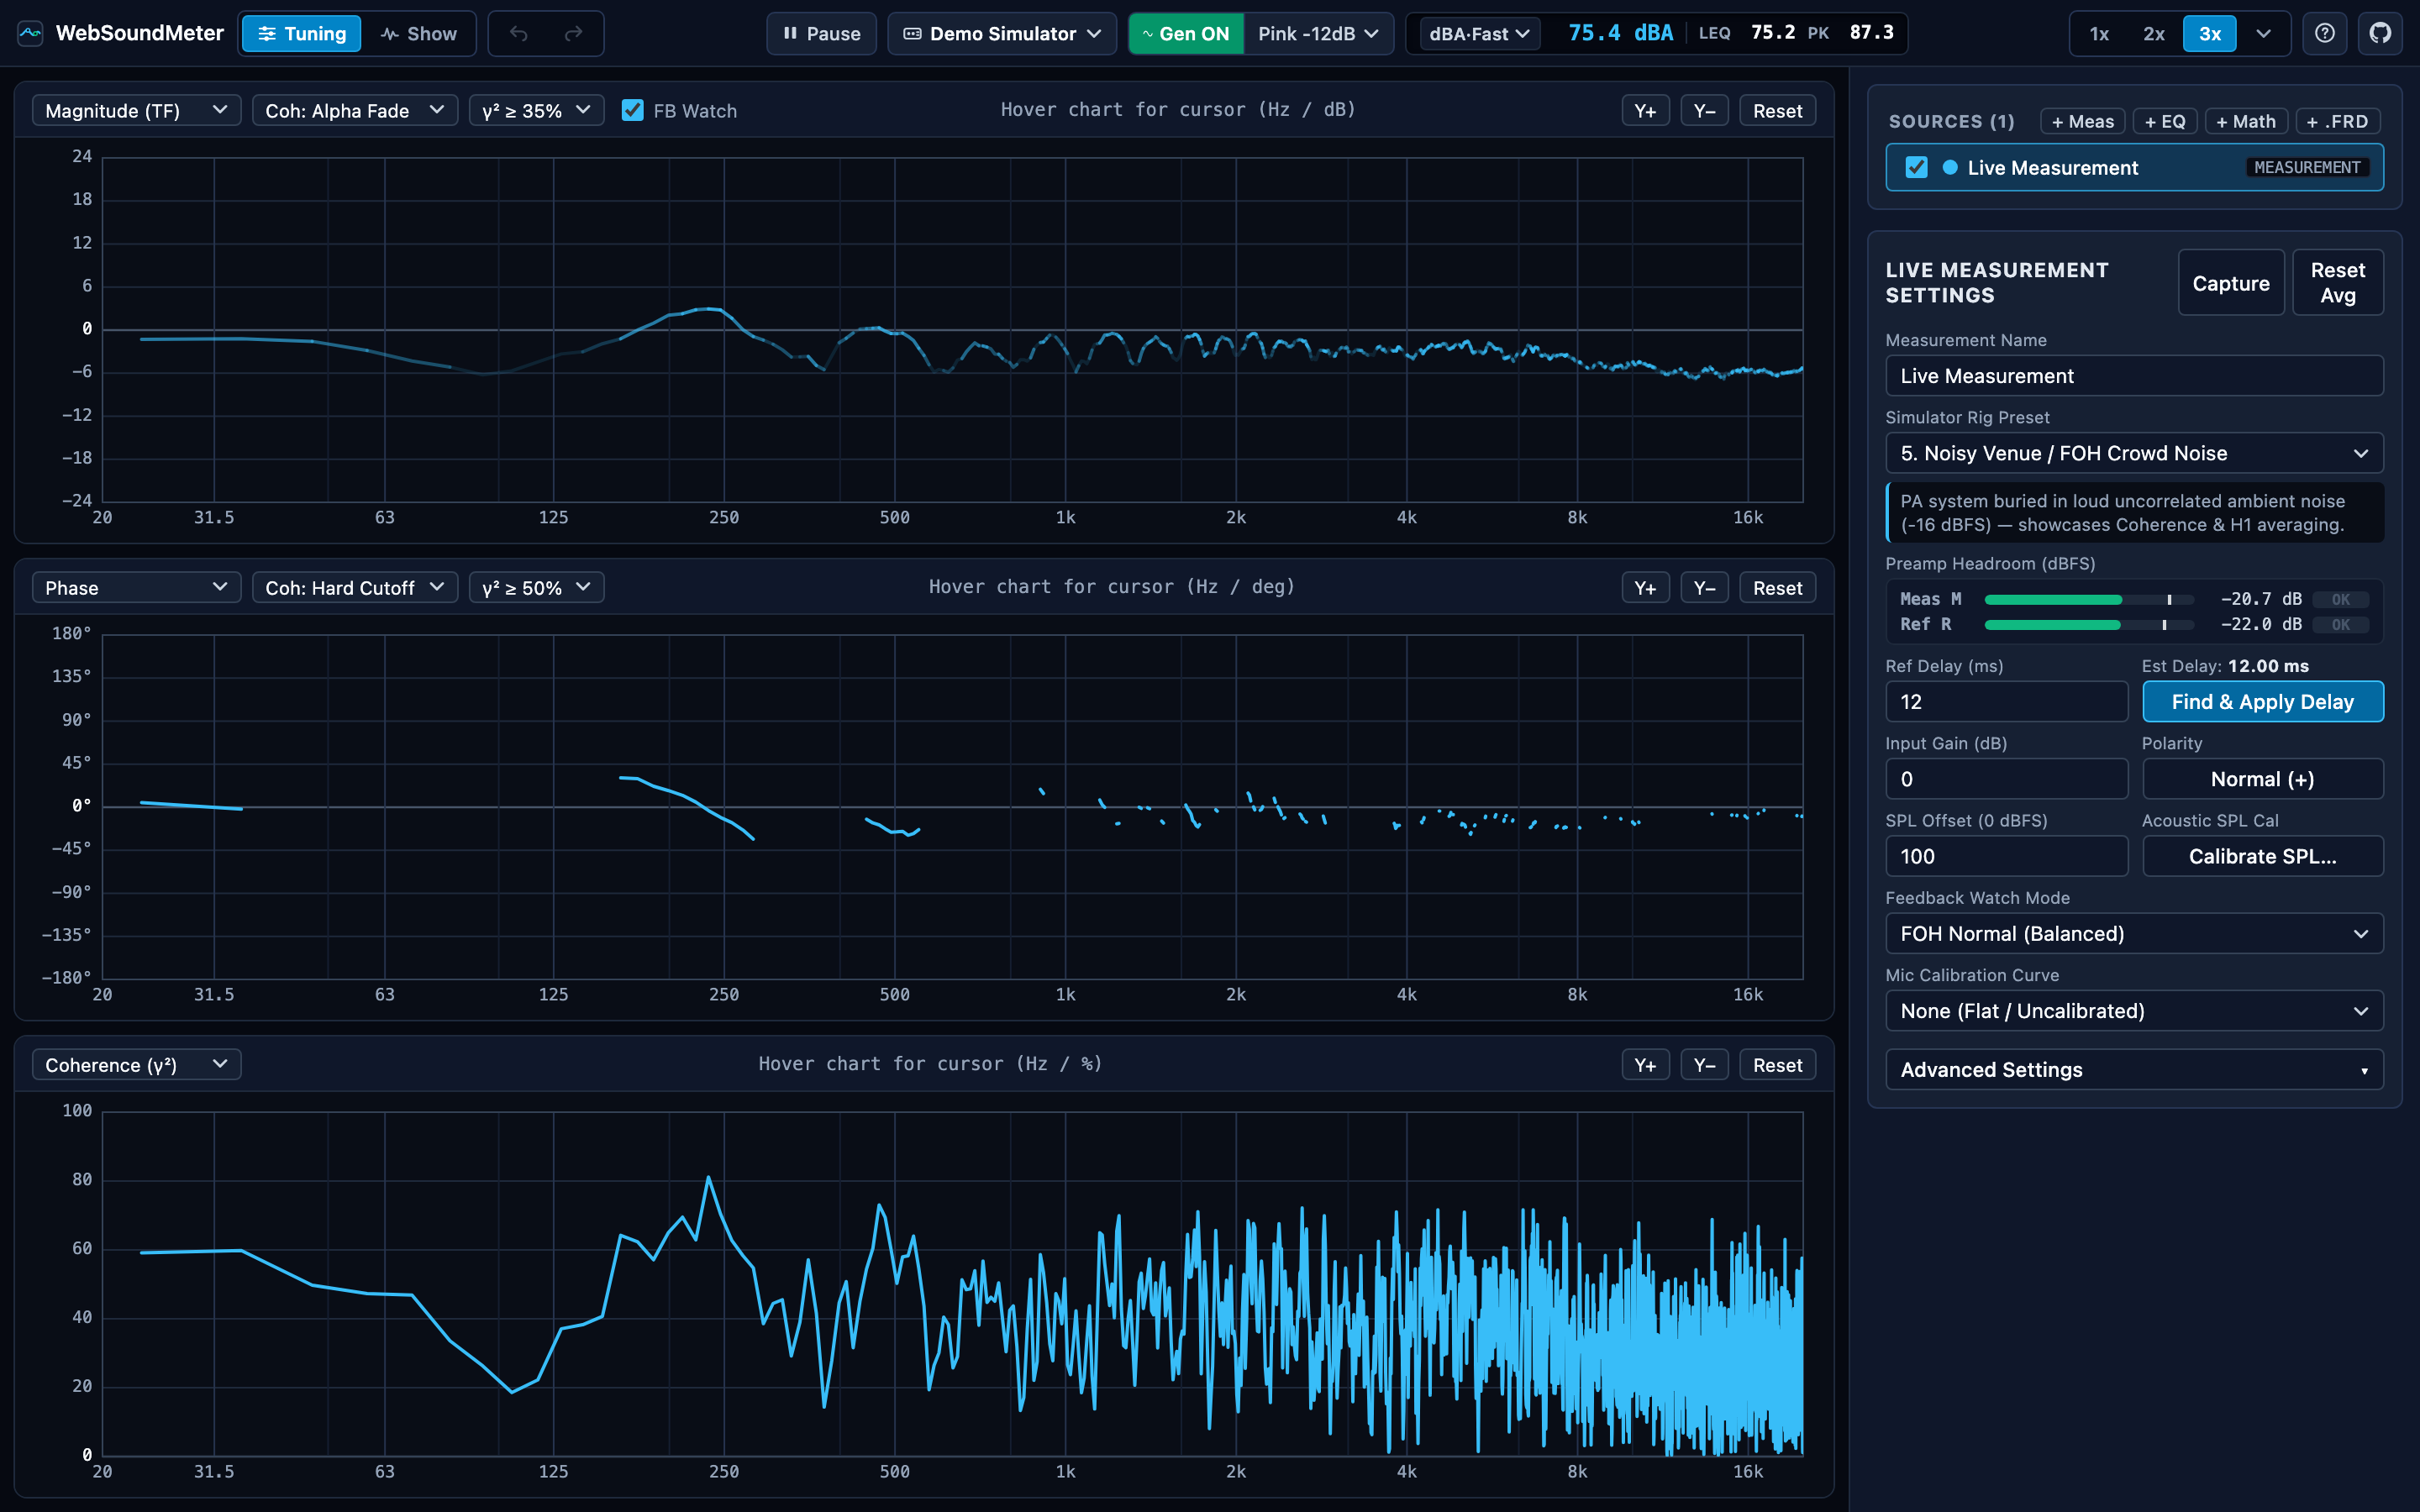 WebSoundMeter Tuning Show Pause Demo Simulator ~ Gen ON Pink -12dB dBA·Fast 75.4 dBA LEQ 75.2 PK 87.3 1x 2x 3x
Magnitude (TF) Coh: Alpha Fade γ² ≥ 35% FB Watch Hover chart for cursor (Hz / dB) Y+ Y− Reset
24
18
12
6
0
−6
−12
−18
−24
20 31.5 63 125 250 500 1k 2k 4k 8k 16k
Phase Coh: Hard Cutoff γ² ≥ 50% Hover chart for cursor (Hz / deg) Y+ Y− Reset
180°
135°
90°
45°
0°
−45°
−90°
−135°
−180°
20 31.5 63 125 250 500 1k 2k 4k 8k 16k
Coherence (γ²) Hover chart for cursor (Hz / %) Y+ Y− Reset
100
80
60
40
20
0
20 31.5 63 125 250 500 1k 2k 4k 8k 16k
SOURCES (1) + Meas + EQ + Math + .FRD
Live Measurement MEASUREMENT
LIVE MEASUREMENT
SETTINGS
Capture
Reset
Avg
Measurement Name
Live Measurement
Simulator Rig Preset
5. Noisy Venue / FOH Crowd Noise
PA system buried in loud uncorrelated ambient noise
(-16 dBFS) — showcases Coherence & H1 averaging.
Preamp Headroom (dBFS)
Meas M −20.7 dB OK
Ref R −22.0 dB OK
Ref Delay (ms) Est Delay: 12.00 ms
12 Find & Apply Delay
Input Gain (dB) Polarity
0 Normal (+)
SPL Offset (0 dBFS) Acoustic SPL Cal
100 Calibrate SPL...
Feedback Watch Mode
FOH Normal (Balanced)
Mic Calibration Curve
None (Flat / Uncalibrated)
Advanced Settings